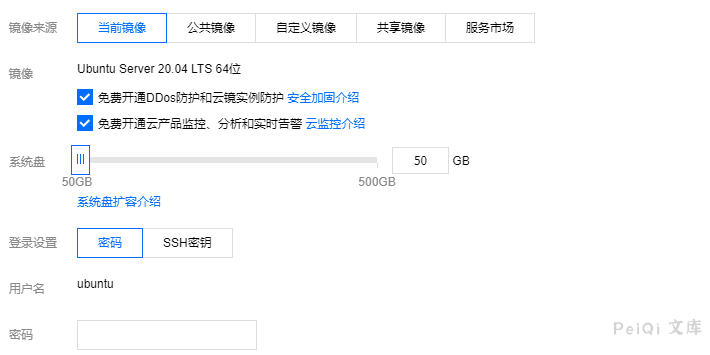 镜像来源 当前镜像 公共镜像 自定义镜像 共享镜像 服务市场
镜像 Ubuntu Server 20.04 LTS 64位
免费开通DDos防护和云镜实例防护 安全加固介绍
免费开通云产品监控、分析和实时告警 云监控介绍
系统盘 50 GB
50GB 500GB
系统盘扩容介绍
登录设置 密码 SSH密钥
用户名 ubuntu
密码
PeiQi 文库